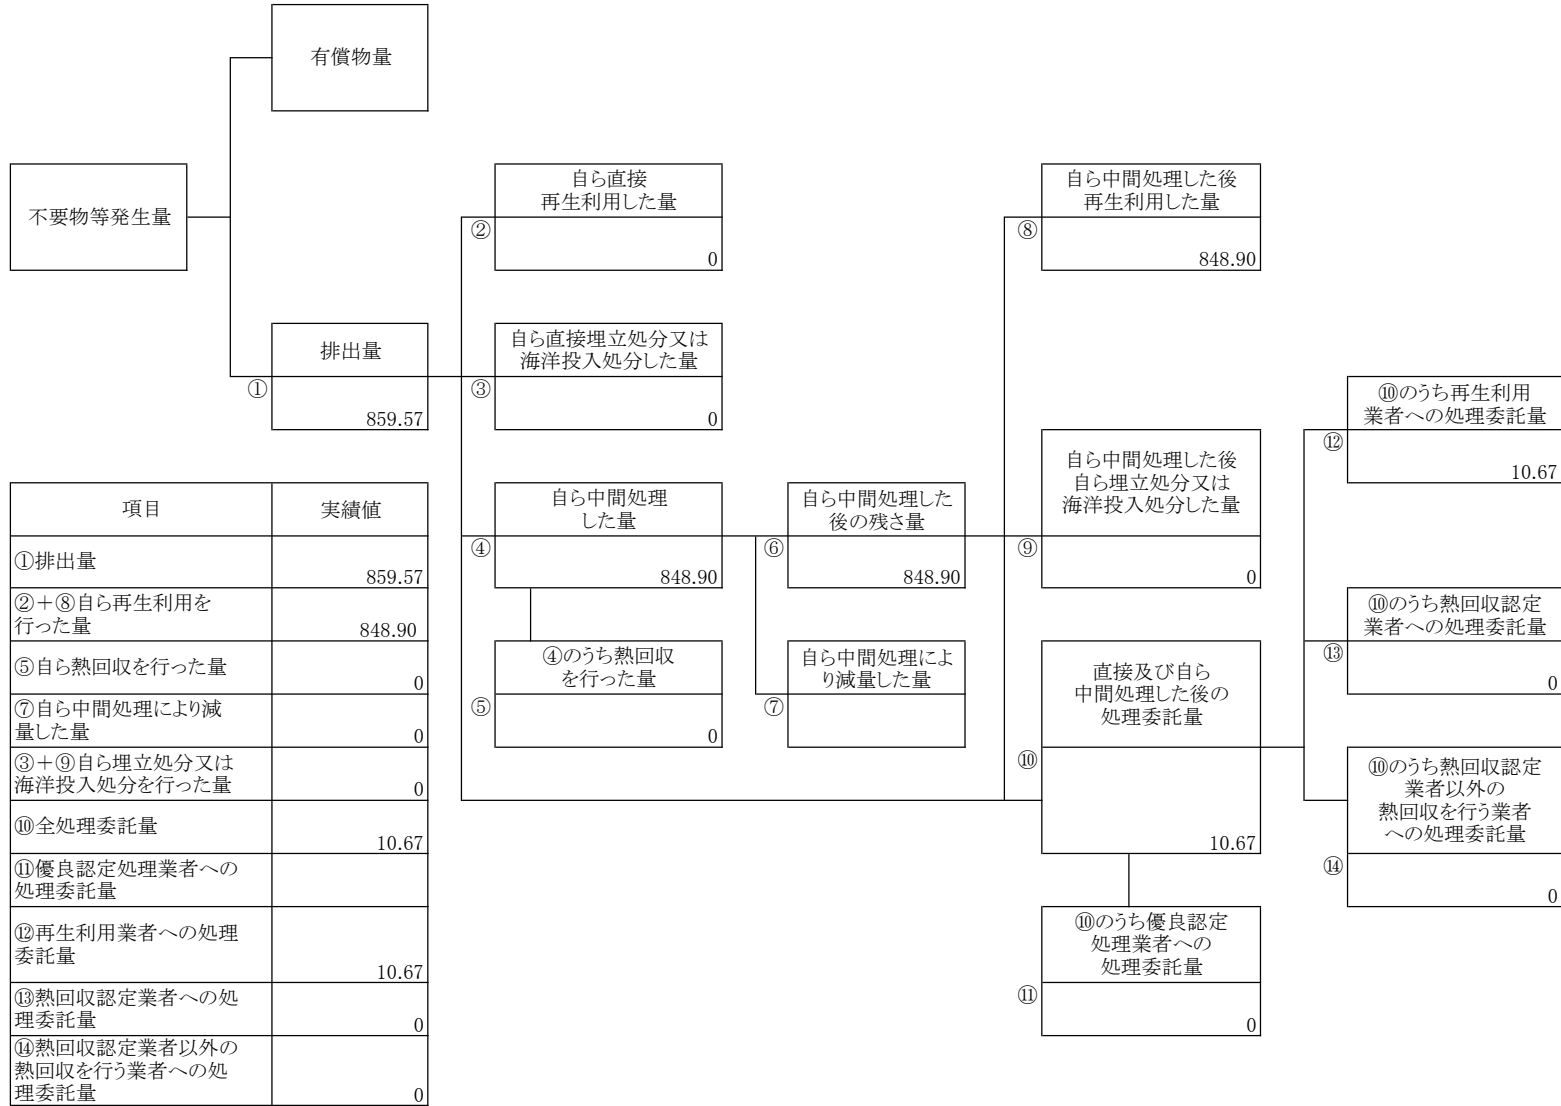 有償物量
不要物等発生量
自ら直接
再生利用した量
②
0
自ら中間処理した後
再生利用した量
⑧
848.90
排出量
①
859.57
自ら直接埋立処分又は
海洋投入処分した量
③
0
⑩のうち再生利用
業者への処理委託量
⑫
10.67
自ら中間処理した後
自ら埋立処分又は
海洋投入処分した量
⑨
0
自ら中間処理
した量
④
848.90
自ら中間処理した
後の残さ量
⑥
848.90
⑩のうち熱回収認定
業者への処理委託量
⑬
0
④のうち熱回収
を行った量
⑤
0
自ら中間処理によ
り減量した量
⑦
直接及び自ら
中間処理した後の
処理委託量
⑩
10.67
⑩のうち熱回収認定
業者以外の
熱回収を行う業者
への処理委託量
⑭
0
⑩のうち優良認定
処理業者への
処理委託量
⑪
0
項目 実績値
①排出量
859.57
②+⑧自ら再生利用を
行った量 848.90
⑤自ら熱回収を行った量
0
⑦自ら中間処理により減
量した量 0
③+⑨自ら埋立処分又は
海洋投入処分を行った量 0
⑩全処理委託量
10.67
⑪優良認定処理業者への
処理委託量
⑫再生利用業者への処理
委託量
10.67
⑬熱回収認定業者への処
理委託量 0
⑭熱回収認定業者以外の
熱回収を行う業者への処
理委託量 0